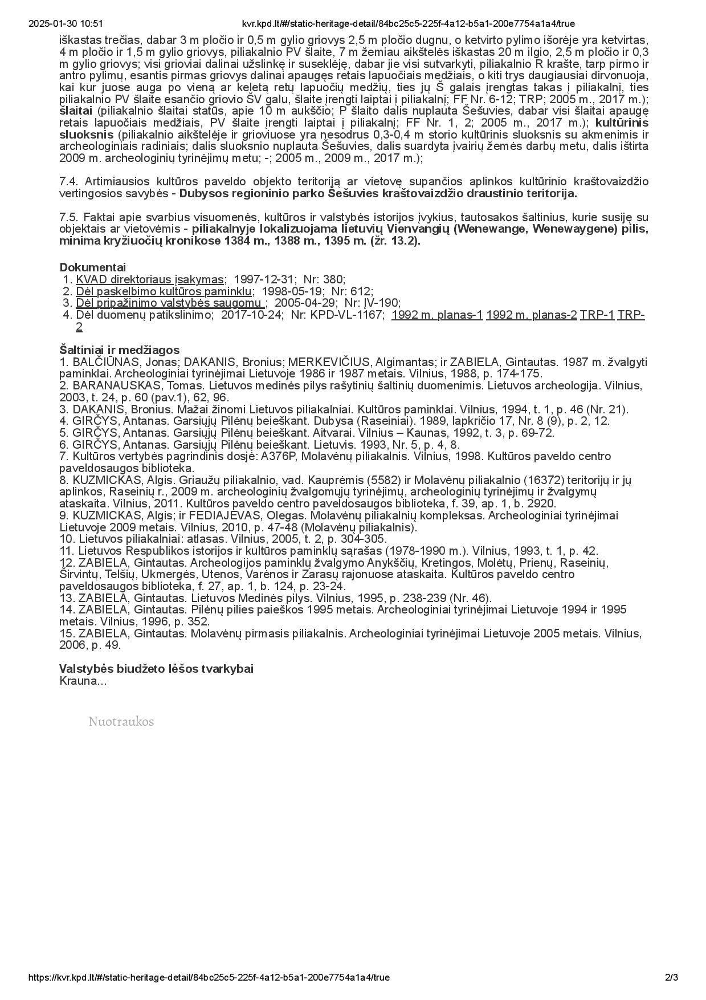 2025-01-30 10:51 kvr.kpd.lt/#/static-heritage-detail/84bc25c5-225f-4a12-b5a1-200e7754a1a4/true
iškastas trečias, dabar 3 m pločio ir 0,5 m gylio griovys 2,5 m pločio dugnu, o ketvirto pylimo išorėje yra ketvirtas,
4 m pločio ir 1,5 m gylio griovys, piliakalnio PV šlaite, 7 m žemiau aikštelės iškastas 20 m ilgio, 2,5 m pločio ir 0,3
m gylio griovys; visi grioviai dalinai užslinkę ir suseklėję, dabar jie visi sutvarkyti, piliakalnio R krašte, tarp pirmo ir
antro pylimų, esantis pirmas griovys dalinai apaugęs retais lapuočiais medžiais, o kiti trys daugiausiai dirvonuoja,
kai kur juose auga po vieną ar keletą retų lapuočių medžių, ties jų Š galais įrengtas takas į piliakalnį, ties
piliakalnio PV šlaite esančio griovio ŠV galu, šlaite įrengti laiptai į piliakalnį; FF Nr. 6-12; TRP; 2005 m., 2017 m.);
šlaitai (piliakalnio šlaitai statūs, apie 10 m aukščio; P šlaito dalis nuplauta Šešuvies, dabar visi šlaitai apaugę
retais lapuočiais medžiais, PV šlaite įrengti laiptai į piliakalnį; FF Nr. 1, 2; 2005 m., 2017 m.); kultūrinis
sluoksnis (piliakalnio aikštelėje ir grioviuose yra nesodrus 0,3-0,4 m storio kultūrinis sluoksnis su akmenimis ir
archeologiniais radiniais; dalis sluoksnio nuplauta Šešuvies, dalis suardyta įvairių žemės darbų metu, dalis ištirta
2009 m. archeologinių tyrinėjimų metu; -; 2005 m., 2009 m., 2017 m.);
7.4. Artimiausios kultūros paveldo objekto teritoriją ar vietovę supančios aplinkos kultūrinio kraštovaizdžio
vertingosios savybės - Dubysos regioninio parko Šešuvies kraštovaizdžio draustinio teritorija.
7.5. Faktai apie svarbius visuomenės, kultūros ir valstybės istorijos įvykius, tautosakos šaltinius, kurie susiję su
objektais ar vietovėmis - piliakalnyje lokalizuojama lietuvių Vienvangių (Wenewange, Wenewaygene) pilis,
minima kryžiuočių kronikose 1384 m., 1388 m., 1395 m. (žr. 13.2).
Dokumentai
1. KVAD direktoriaus įsakymas; 1997-12-31; Nr: 380;
2. Dėl paskelbimo kultūros paminklu; 1998-05-19; Nr: 612;
3. Dėl pripažinimo valstybės saugomu ; 2005-04-29; Nr: ĮV-190;
4. Dėl duomenų patikslinimo; 2017-10-24; Nr: KPD-VL-1167; 1992 m. planas-1 1992 m. planas-2 TRP-1 TRP-
2
Šaltiniai ir medžiagos
1. BALČIŪNAS, Jonas; DAKANIS, Bronius; MERKEVIČIUS, Algimantas; ir ZABIELA, Gintautas. 1987 m. žvalgyti
paminklai. Archeologiniai tyrinėjimai Lietuvoje 1986 ir 1987 metais. Vilnius, 1988, p. 174-175.
2. BARANAUSKAS, Tomas. Lietuvos medinės pilys rašytinių šaltinių duomenimis. Lietuvos archeologija. Vilnius,
2003, t. 24, p. 60 (pav.1), 62, 96.
3. DAKANIS, Bronius. Mažai žinomi Lietuvos piliakalniai. Kultūros paminklai. Vilnius, 1994, t. 1, p. 46 (Nr. 21).
4. GIRČYS, Antanas. Garsiųjų Pilėnų beieškant. Dubysa (Raseiniai). 1989, lapkričio 17, Nr. 8 (9), p. 2, 12.
5. GIRČYS, Antanas. Garsiųjų Pilėnų beieškant. Aitvarai. Vilnius – Kaunas, 1992, t. 3, p. 69-72.
6. GIRČYS, Antanas. Garsiųjų Pilėnų beieškant. Lietuvis. 1993, Nr. 5, p. 4, 8.
7. Kultūros vertybės pagrindinis dosjė: A376P, Molavėnų piliakalnis. Vilnius, 1998. Kultūros paveldo centro
paveldosaugos biblioteka.
8. KUZMICKAS, Algis. Griaužų piliakalnio, vad. Kauprėmis (5582) ir Molavėnų piliakalnio (16372) teritorijų ir jų
aplinkos, Raseinių r., 2009 m. archeologinių žvalgomųjų tyrinėjimų, archeologinių tyrinėjimų ir žvalgymų
ataskaita. Vilnius, 2011. Kultūros paveldo centro paveldosaugos biblioteka, f. 39, ap. 1, b. 2920.
9. KUZMICKAS, Algis; ir FEDIAJEVAS, Olegas. Molavėnų piliakalnių kompleksas. Archeologiniai tyrinėjimai
Lietuvoje 2009 metais. Vilnius, 2010, p. 47-48 (Molavėnų piliakalnis).
10. Lietuvos piliakalniai: atlasas. Vilnius, 2005, t. 2, p. 304-305.
11. Lietuvos Respublikos istorijos ir kultūros paminklų sąrašas (1978-1990 m.). Vilnius, 1993, t. 1, p. 42.
12. ZABIELA, Gintautas. Archeologijos paminklų žvalgymo Anykščių, Kretingos, Molėtų, Prienų, Raseinių,
Širvintų, Telšių, Ukmergės, Utenos, Varėnos ir Zarasų rajonuose ataskaita. Kultūros paveldo centro
paveldosaugos biblioteka, f. 27, ap. 1, b. 124, p. 23-24.
13. ZABIELA, Gintautas. Lietuvos Medinės pilys. Vilnius, 1995, p. 238-239 (Nr. 46).
14. ZABIELA, Gintautas. Pilėnų pilies paieškos 1995 metais. Archeologiniai tyrinėjimai Lietuvoje 1994 ir 1995
metais. Vilnius, 1996, p. 352.
15. ZABIELA, Gintautas. Molavėnų pirmasis piliakalnis. Archeologiniai tyrinėjimai Lietuvoje 2005 metais. Vilnius,
2006, p. 49.
Valstybės biudžeto lėšos tvarkybai
Krauna...
Nuotraukos
https://kvr.kpd.lt/#/static-heritage-detail/84bc25c5-225f-4a12-b5a1-200e7754a1a4/true 2/3